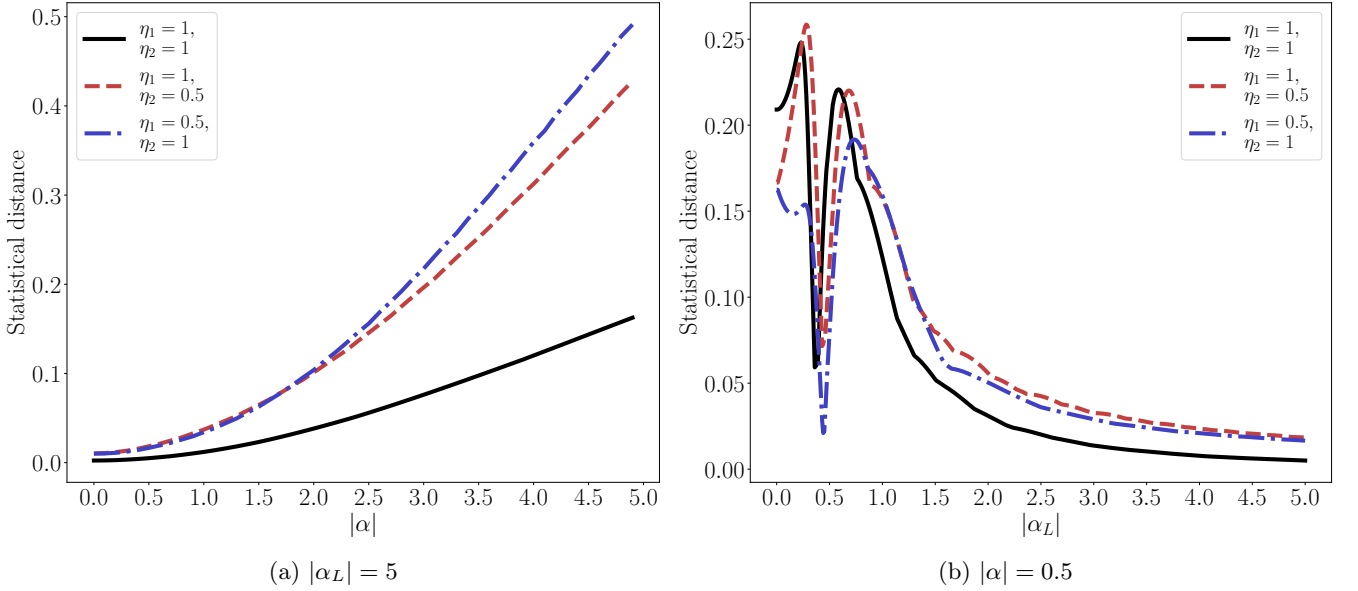 η₁ = 1,
η₂ = 1
η₁ = 1,
η₂ = 0.5
η₁ = 0.5,
η₂ = 1
Statistical distance
0.5
0.4
0.3
0.2
0.1
0.0
0.0 0.5 1.0 1.5 2.0 2.5 3.0 3.5 4.0 4.5 5.0
|α|
(a) |α_L| = 5
η₁ = 1,
η₂ = 1
η₁ = 1,
η₂ = 0.5
η₁ = 0.5,
η₂ = 1
Statistical distance
0.25
0.20
0.15
0.10
0.05
0.00
0.0 0.5 1.0 1.5 2.0 2.5 3.0 3.5 4.0 4.5 5.0
|α_L|
(b) |α| = 0.5